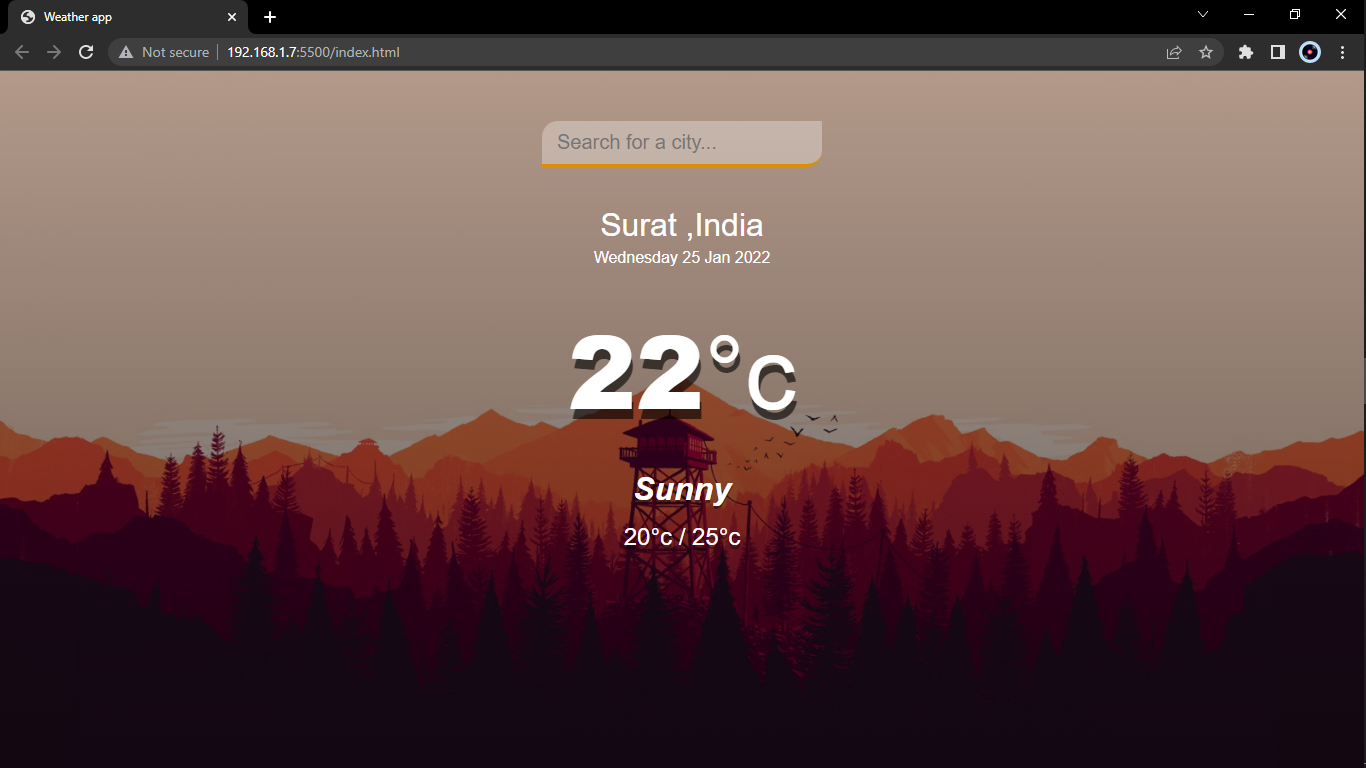 Weather app
Not secure 192.168.1.7:5500/index.html
Search for a city...
Surat ,India
Wednesday 25 Jan 2022
22°c
Sunny
20°c / 25°c